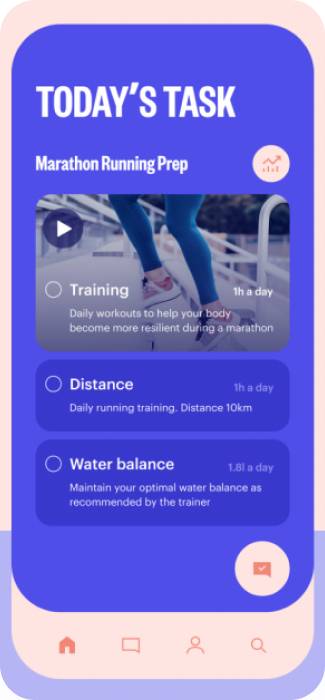 TODAY'S TASK
Marathon Running Prep
Training 1h a day
Daily workouts to help your body
become more resilient during a marathon
Distance 1h a day
Daily running training. Distance 10km
Water balance 1.8l a day
Maintain your optimal water balance as
recommended by the trainer